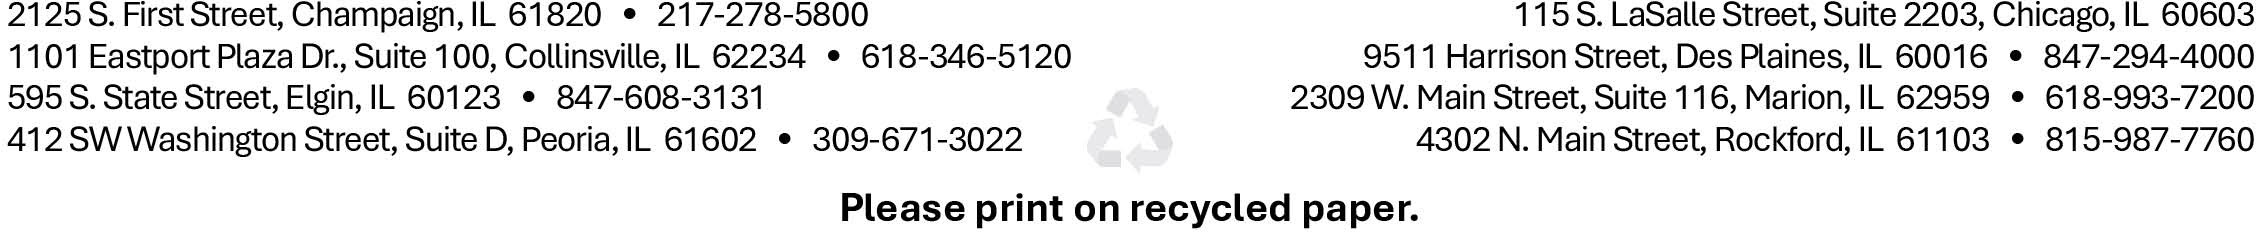 2125 S. First Street, Champaign, IL 61820 • 217-278-5800
115 S. LaSalle Street, Suite 2203, Chicago, IL 60603
1101 Eastport Plaza Dr., Suite 100, Collinsville, IL 62234 • 618-346-5120
9511 Harrison Street, Des Plaines, IL 60016 • 847-294-4000
595 S. State Street, Elgin, IL 60123 • 847-608-3131
2309 W. Main Street, Suite 116, Marion, IL 62959 • 618-993-7200
412 SW Washington Street, Suite D, Peoria, IL 61602 • 309-671-3022
4302 N. Main Street, Rockford, IL 61103 • 815-987-7760
Please print on recycled paper.